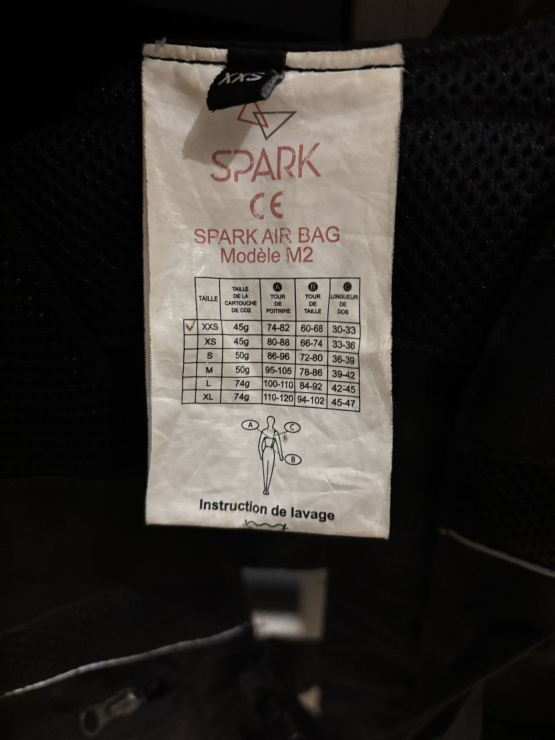 XXS
SPARK
CE
SPARK AIR BAG
Modèle M2
TAILLE TAILLE DE LA CARTOUCHE DE CO2 A TOUR DE POITRINE B TOUR DE TAILLE C LONGUEUR DE DOS
XXS 45g 74-82 60-68 30-33
XS 45g 80-88 66-74 33-36
S 50g 86-96 72-80 36-39
M 50g 95-105 78-86 39-42
L 74g 100-110 84-92 42-45
XL 74g 110-120 94-102 45-47
A C
B
Instruction de lavage